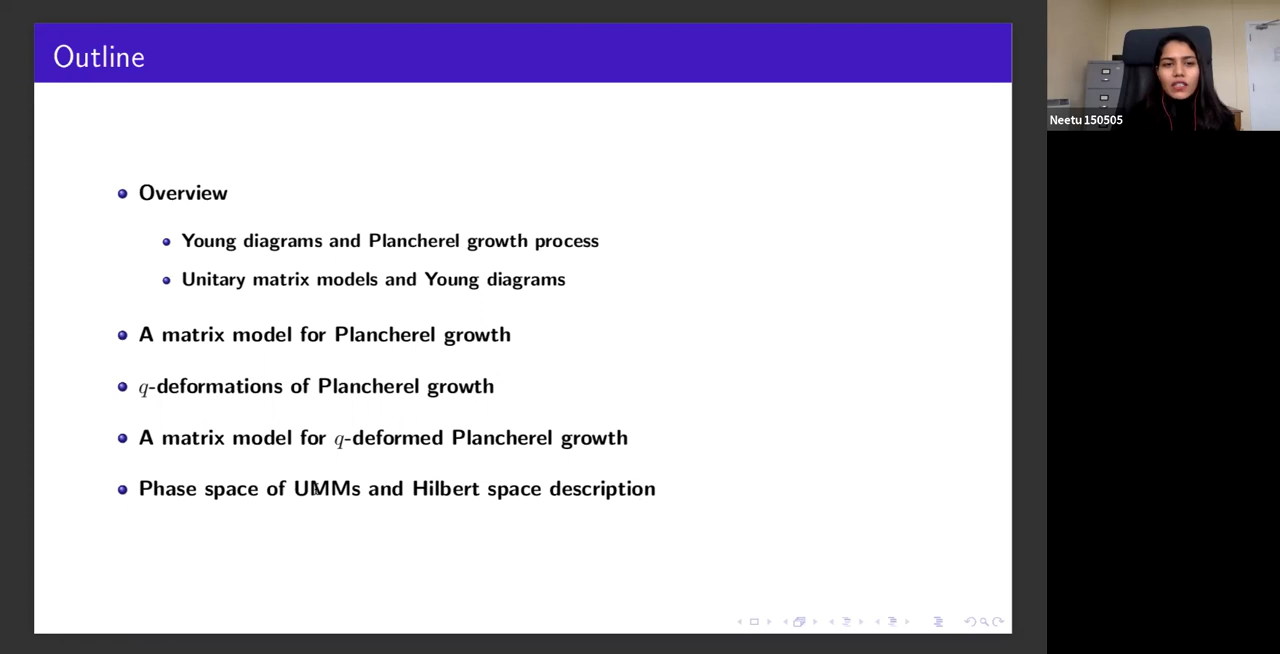 Outline
Overview
Young diagrams and Plancherel growth process
Unitary matrix models and Young diagrams
A matrix model for Plancherel growth
q-deformations of Plancherel growth
A matrix model for q-deformed Plancherel growth
Phase space of UMMs and Hilbert space description
Neetu 150505